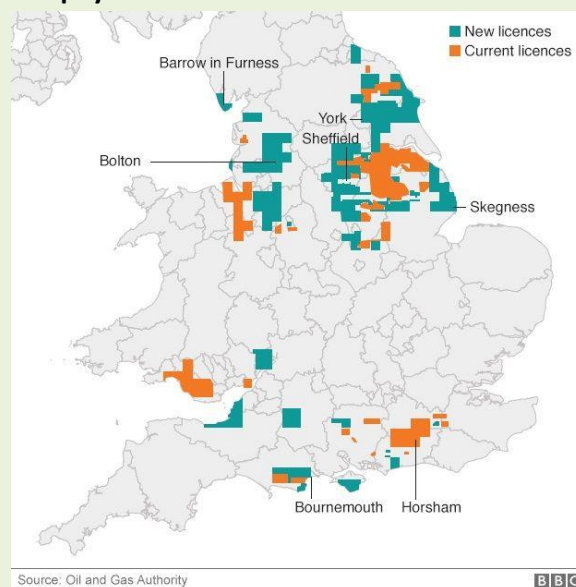 New licences
Current licences
Barrow in Furness
York
Sheffield
Bolton
Skegness
Bournemouth
Horsham
Source: Oil and Gas Authority
BBC